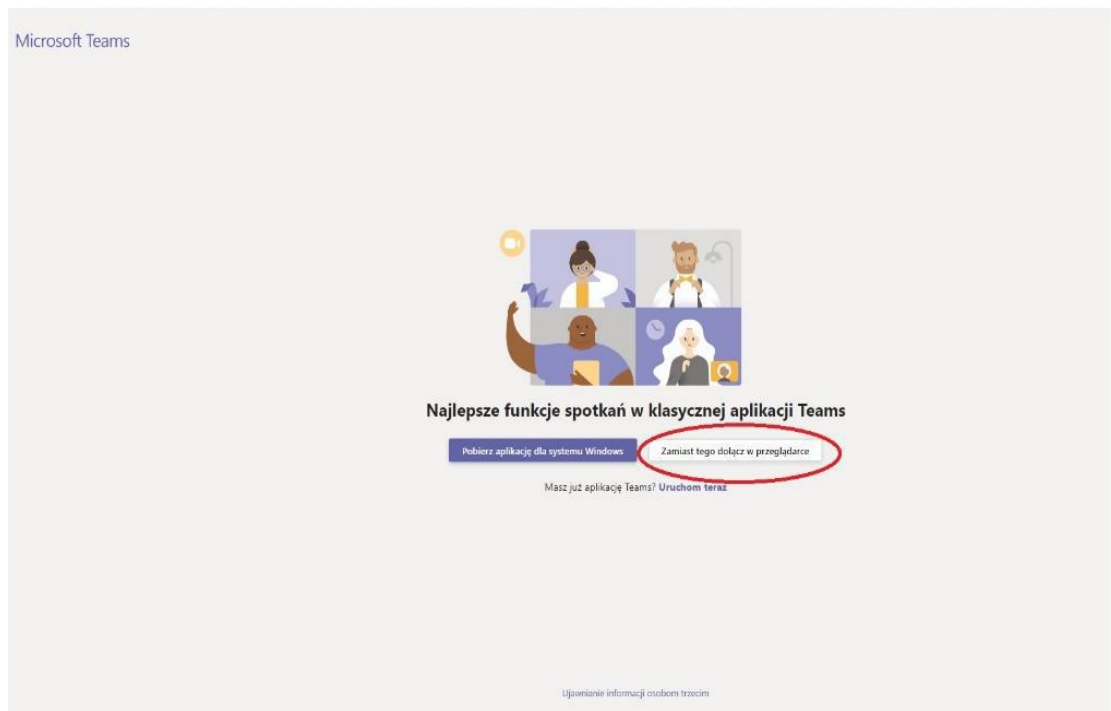 Microsoft Teams
Najlepsze funkcje spotkań w klasycznej aplikacji Teams
Pobierz aplikację dla systemu Windows
Zamiast tego dołącz w przeglądarce
Masz już aplikację Teams? Uruchom teraz
Ujawnianie informacji osobom trzecim